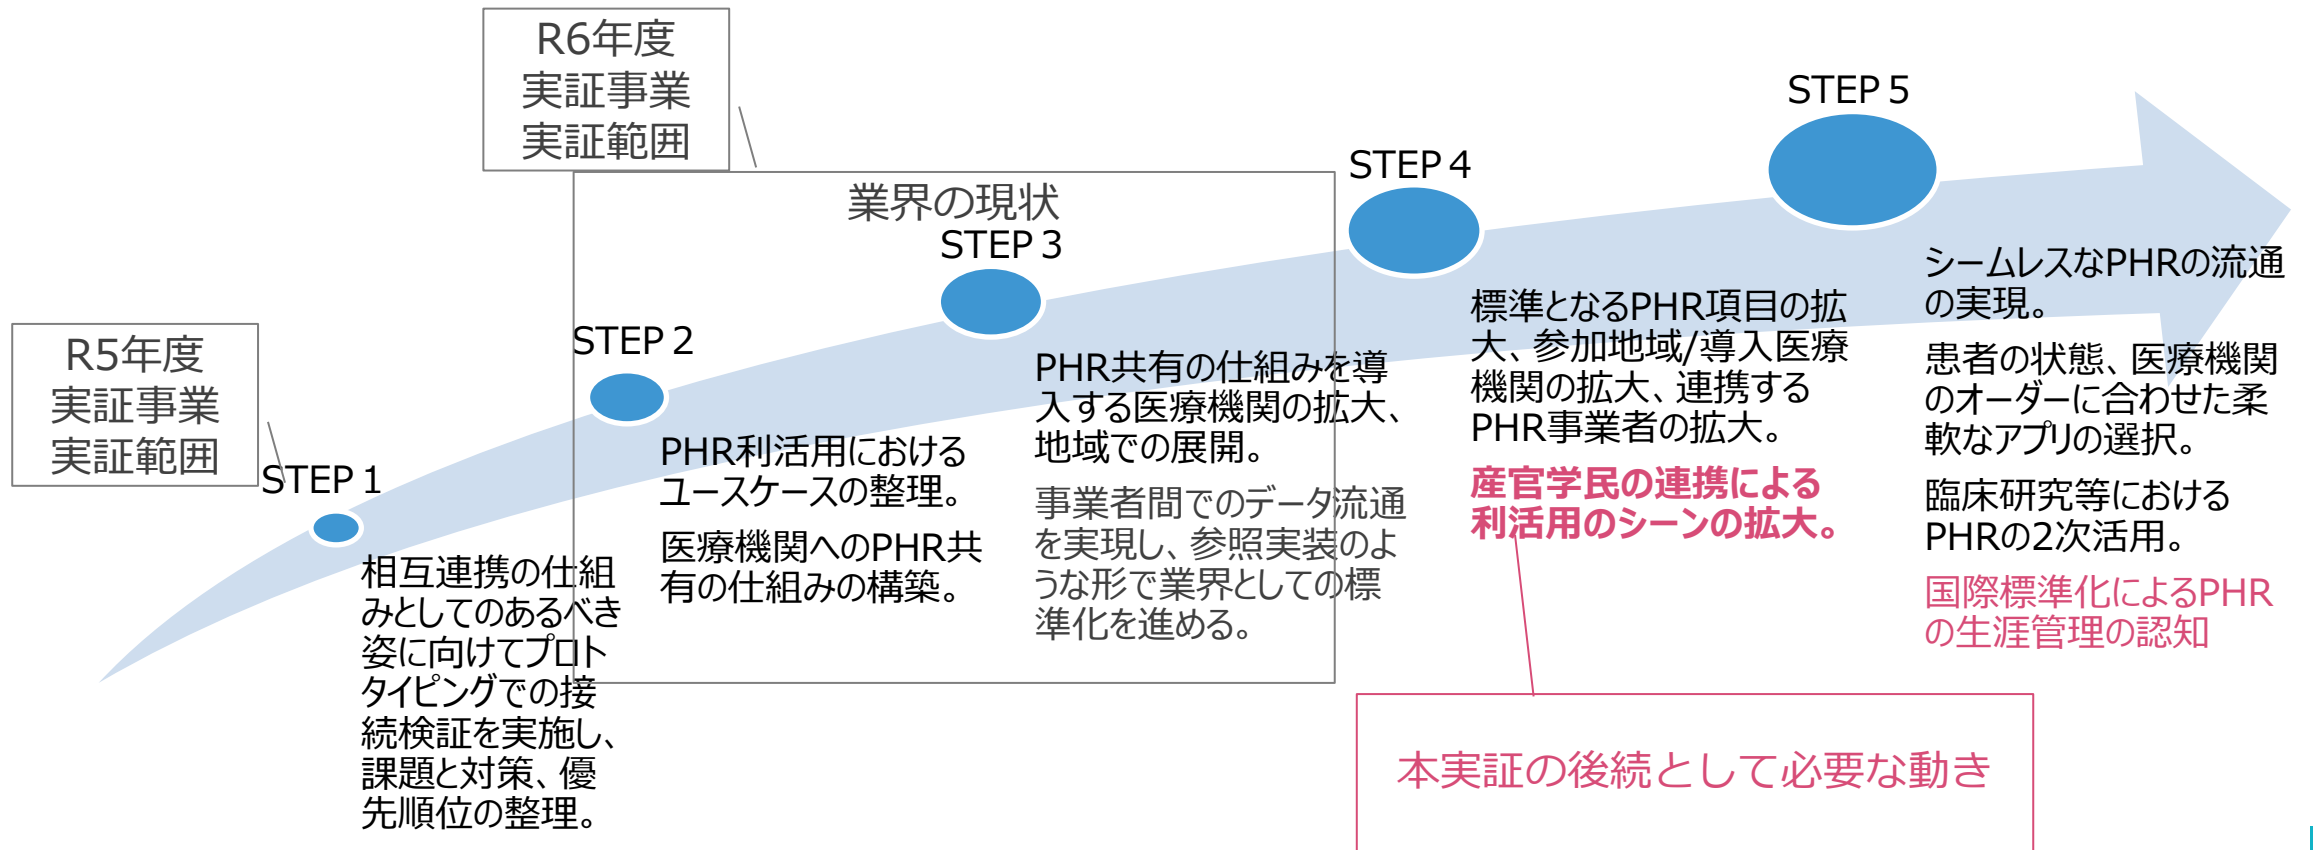 R6年度
実証事業
実証範囲
R5年度
実証事業
実証範囲
業界の現状
STEP 1
相互連携の仕組
みとしてのあるべき
姿に向けてプロト
タイピングでの接
続検証を実施し、
課題と対策、優
先順位の整理。
STEP 2
PHR利活用における
ユースケースの整理。
医療機関へのPHR共
有の仕組みの構築。
STEP 3
PHR共有の仕組みを導
入する医療機関の拡大、
地域での展開。
事業者間でのデータ流通
を実現し、参照実装のよ
うな形で業界としての標
準化を進める。
STEP 4
標準となるPHR項目の拡
大、参加地域/導入医療
機関の拡大、連携する
PHR事業者の拡大。
産官学民の連携による
利活用のシーンの拡大。
STEP 5
シームレスなPHRの流通
の実現。
患者の状態、医療機関
のオーダーに合わせた柔
軟なアプリの選択。
臨床研究等における
PHRの2次活用。
国際標準化によるPHR
の生涯管理の認知
本実証の後続として必要な動き